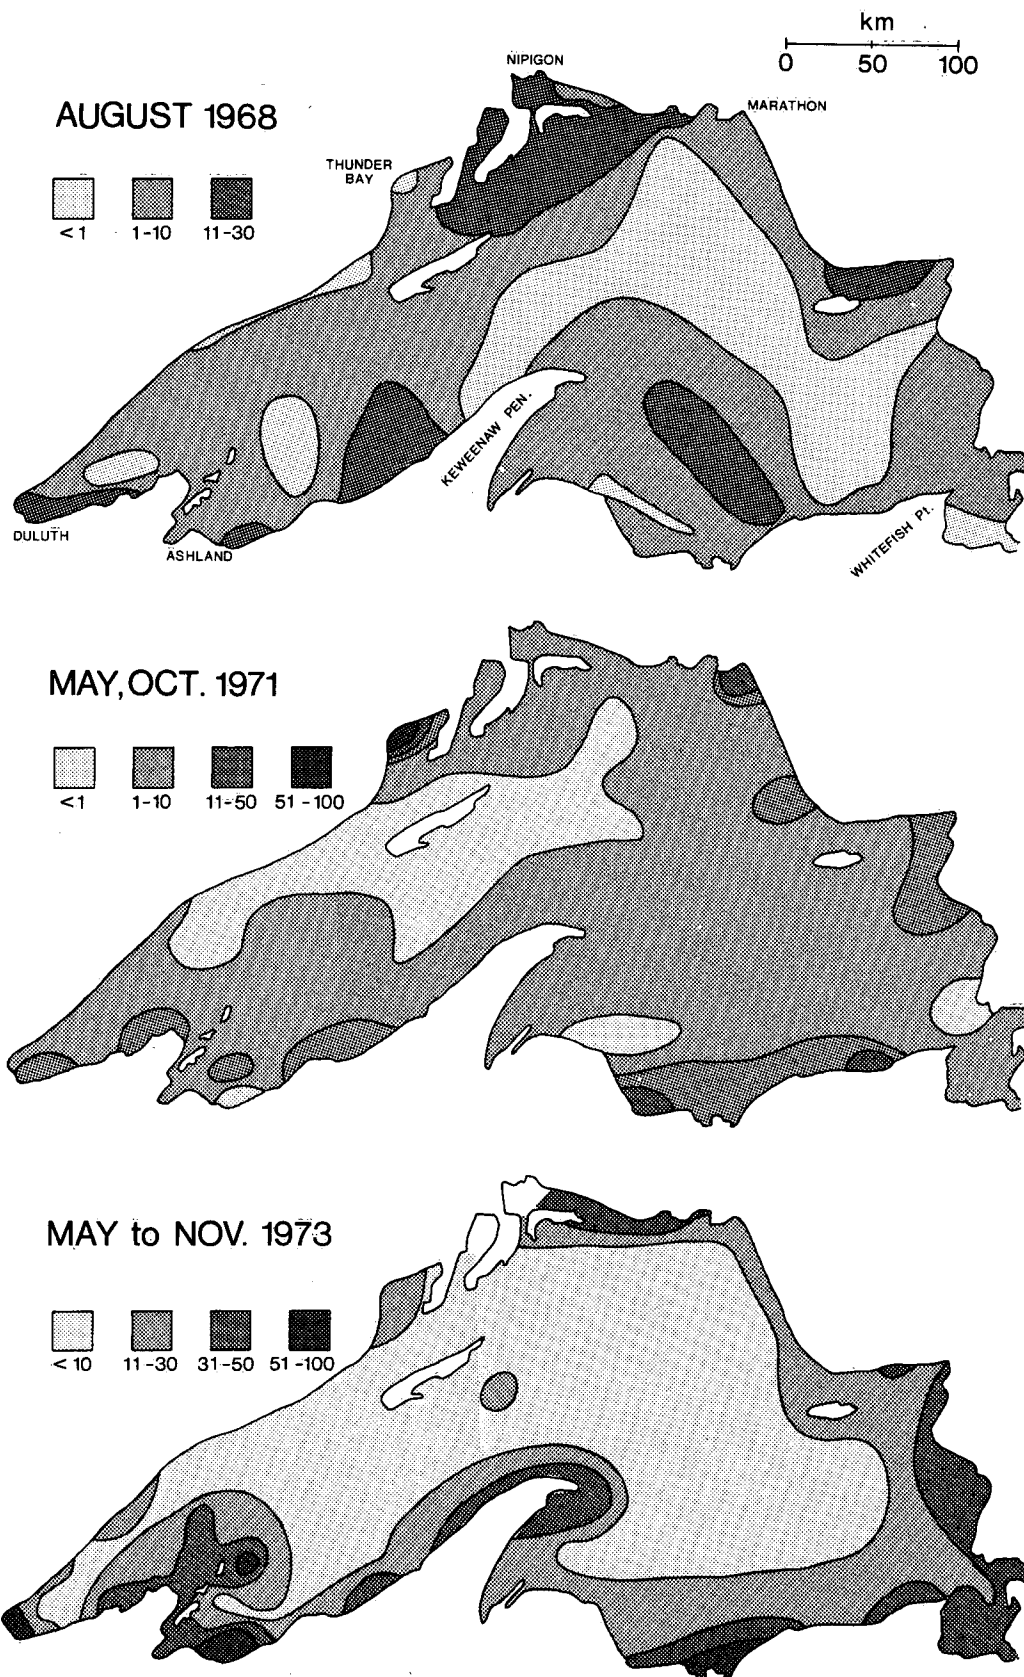 km
0 50 100
NIPIGON
MARATHON
AUGUST 1968
THUNDER
BAY
<1 1-10 11-30
KEWEENAW PEN.
WHITEFISH Pt.
DULUTH
ASHLAND
MAY, OCT. 1971
<1 1-10 11-50 51-100
MAY to NOV. 1973
<10 11-30 31-50 51-100